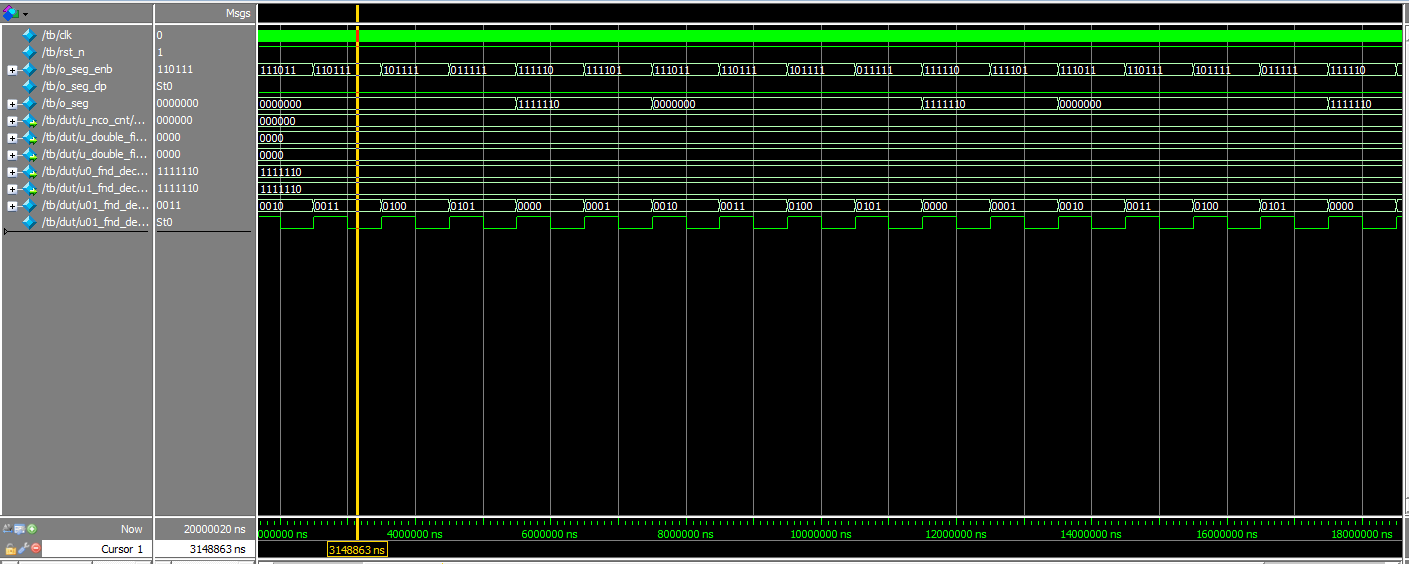 Msgs
/tb/clk 0
/tb/rst_n 1
/tb/o_seg_enb 110111 111011 110111 101111 011111 111110 111101 111011 110111 101111 011111 111110 111101 111011 110111 101111 011111 111110
/tb/o_seg_dp St0
/tb/o_seg 0000000 0000000 1111110 0000000 1111110 0000000 1111110
/tb/dut/u_nco_cnt/... 000000 000000
/tb/dut/u_double_fi... 0000 0000
/tb/dut/u_double_fi... 0000 0000
/tb/dut/u0_fnd_dec... 1111110 1111110
/tb/dut/u1_fnd_dec... 1111110 1111110
/tb/dut/u01_fnd_de... 0011 0010 0011 0100 0101 0000 0001 0010 0011 0100 0101 0000 0001 0010 0011 0100 0101 0000
/tb/dut/u01_fnd_de... St0
Now 20000020 ns 000000 ns 4000000 ns 6000000 ns 8000000 ns 10000000 ns 12000000 ns 14000000 ns 16000000 ns 18000000 ns
Cursor 1 3148863 ns 3148863 ns